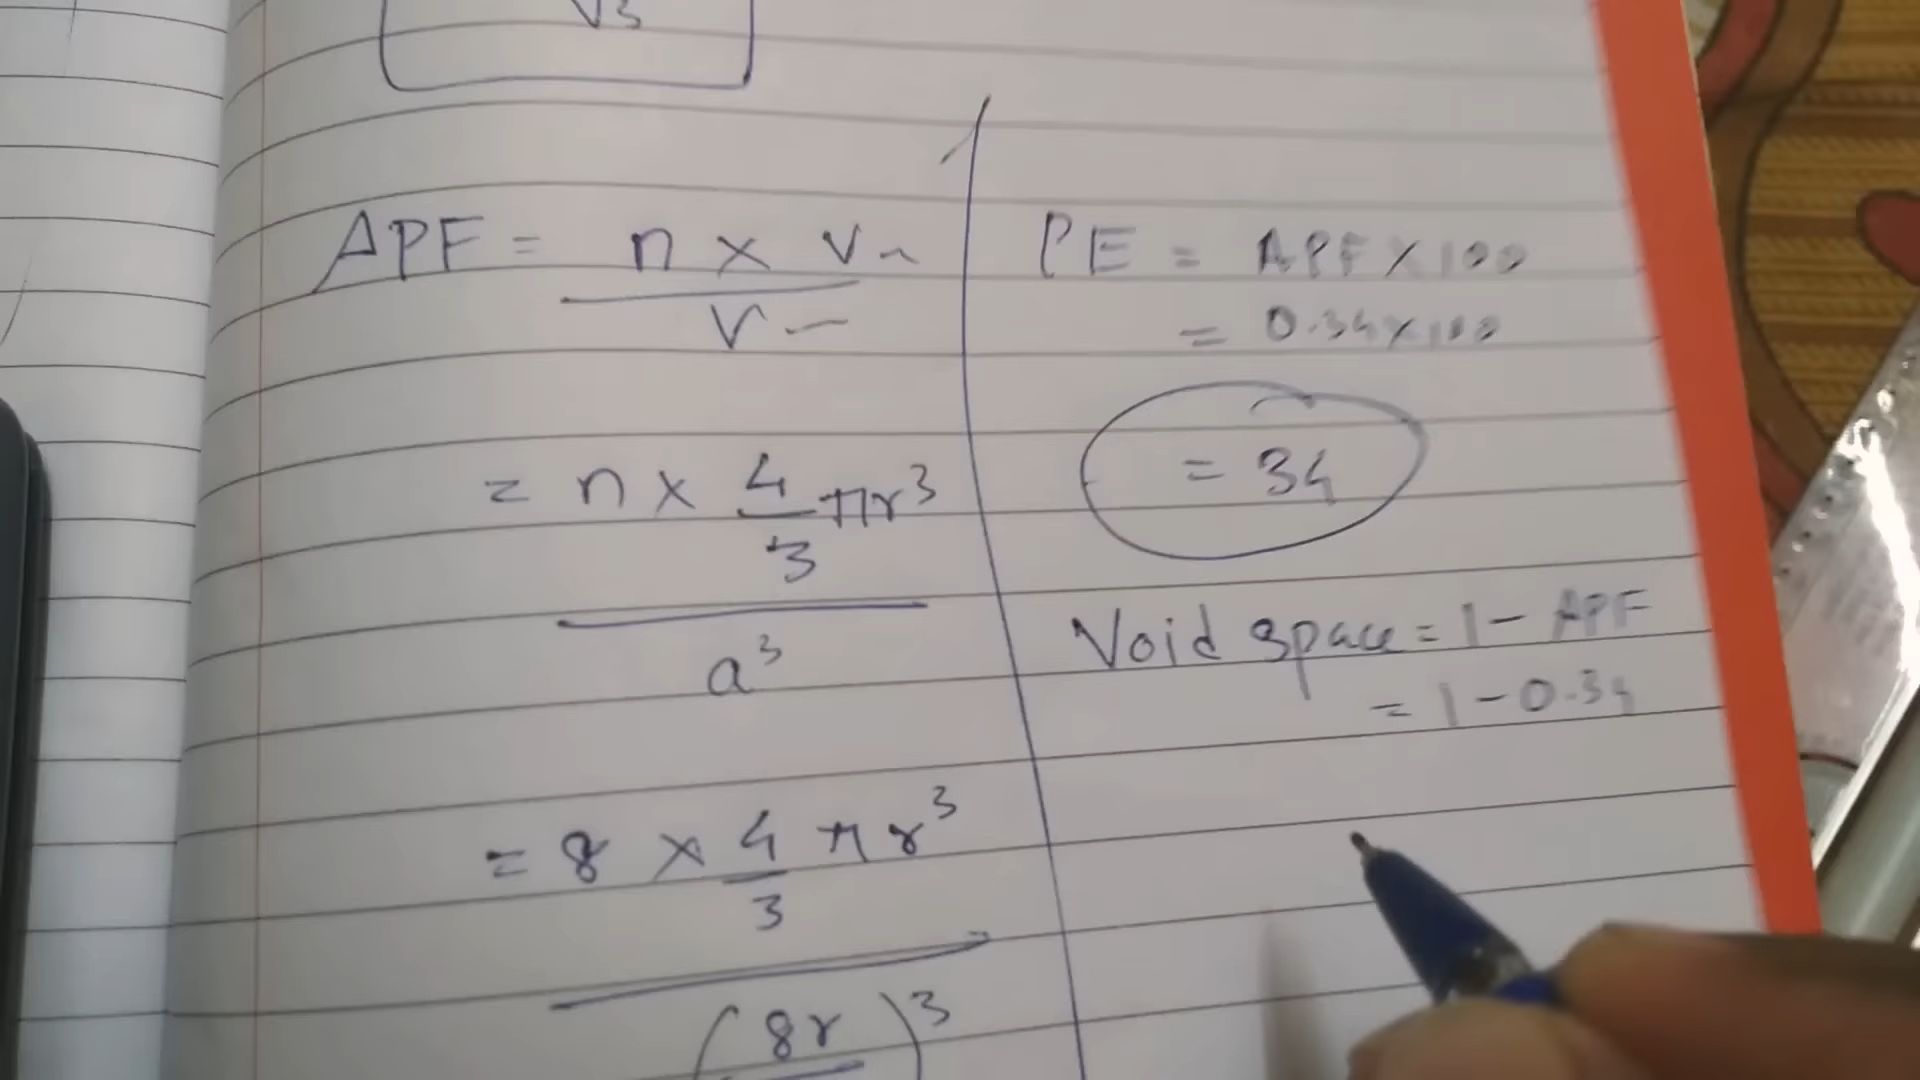 √3
APF = n × V~
V —
= n × 4
3 πr³
a³
= 8 × 4 πr³
3
(8r)³
PE = APF × 100
= 0.34 × 100
= 34
Void space = 1 - APF
= 1 - 0.34